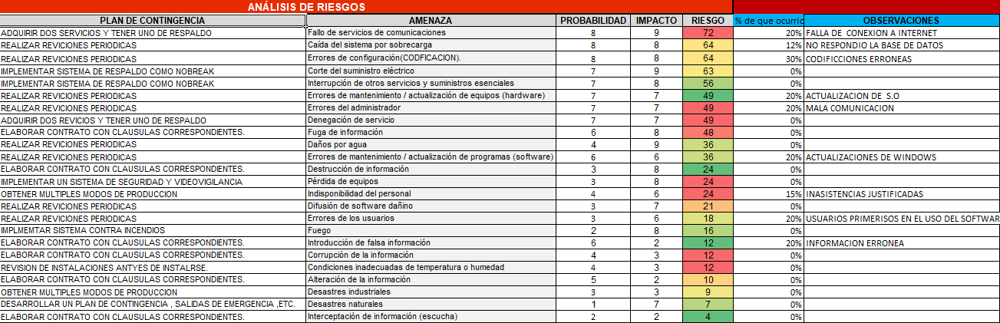 ANÁLISIS DE RIESGOS
PLAN DE CONTINGENCIA AMENAZA PROBABILIDAD IMPACTO RIESGO % de que ocurrio OBSERVACIONES
ADQUIRIR DOS SERVICIOS Y TENER UNO DE RESPALDO Fallo de servicios de comunicaciones 8 9 72 20% FALLA DE CONEXION A INTERNET
REALIZAR REVICIONES PERIODICAS Caída del sistema por sobrecarga 8 8 64 12% NO RESPONDIO LA BASE DE DATOS
REALIZAR REVICIONES PERIODICAS Errores de configuración(CODFICACION). 8 8 64 30% CODIFICCIONES ERRONEAS
IMPLEMENTAR SISTEMA DE RESPALDO COMO NOBREAK Corte del suministro eléctrico 7 9 63 0%
IMPLEMENTAR SISTEMA DE RESPALDO COMO NOBREAK Interrupción de otros servicios y suministros esenciales 7 8 56 0%
REALIZAR REVICIONES PERIODICAS Errores de mantenimiento / actualización de equipos (hardware) 7 7 49 20% ACTUALIZACION DE S.O
REALIZAR REVICIONES PERIODICAS Errores del administrador 7 7 49 20% MALA COMUNICACION
ADQUIRIR DOS REVICIOS Y TENER UNO DE RESPALDO Denegación de servicio 7 7 49 0%
ELABORAR CONTRATO CON CLAUSULAS CORRESPONDIENTES. Fuga de información 6 8 48 0%
REALIZAR REVICIONES PERIODICAS Daños por agua 4 9 36 0%
REALIZAR REVICIONES PERIODICAS Errores de mantenimiento / actualización de programas (software) 6 6 36 20% ACTUALIZACIONES DE WINDOWS
ELABORAR CONTRATO CON CLAUSULAS CORRESPONDIENTES. Destrucción de información 3 8 24 0%
IMPLEMENTAR UN SISTEMA DE SEGURIDAD Y VIDEOVIGILANCIA Pérdida de equipos 3 8 24 0%
OBTENER MULTIPLES MODOS DE PRODUCCION Indisponibilidad del personal 4 6 24 15% INASISTENCIAS JUSTIFICADAS
REALIZAR REVICIONES PERIODICAS Difusión de software dañino 3 7 21 0%
REALIZAR REVICIONES PERIODICAS Errores de los usuarios 3 6 18 20% USUARIOS PRIMERISOS EN EL USO DEL SOFTWAR
IMPLMEMTAR SISTEMA CONTRA INCENDIOS Fuego 2 8 16 0%
ELABORAR CONTRATO CON CLAUSULAS CORRESPONDIENTES. Introducción de falsa información 6 2 12 20% INFORMACION ERRONEA
ELABORAR CONTRATO CON CLAUSULAS CORRESPONDIENTES. Corrupción de la información 4 3 12 0%
REVISION DE INSTALACIONES ANTYES DE INSTALRSE. Condiciones inadecuadas de temperatura o humedad 4 3 12 0%
ELABORAR CONTRATO CON CLAUSULAS CORRESPONDIENTES. Alteración de la información 5 2 10 0%
OBTENER MULTIPLES MODOS DE PRODUCCION Desastres industriales 3 3 9 0%
DESARROLLAR UN PLAN DE CONTINGENCIA , SALIDAS DE EMERGENCIA ,ETC. Desastres naturales 1 7 7 0%
ELABORAR CONTRATO CON CLAUSULAS CORRESPONDIENTES. Interceptación de información (escucha) 2 2 4 0%